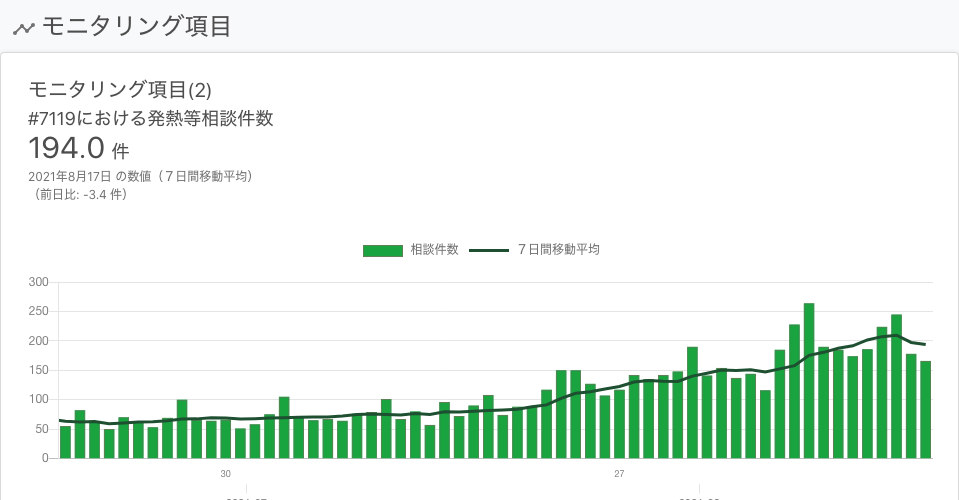 モニタリング項目
モニタリング項目(2)
#7119における発熱等相談件数
194.0 件
2021年8月17日 の数値（７日間移動平均）
（前日比: -3.4 件）
相談件数 ７日間移動平均
300
250
200
150
100
50
0
30 27